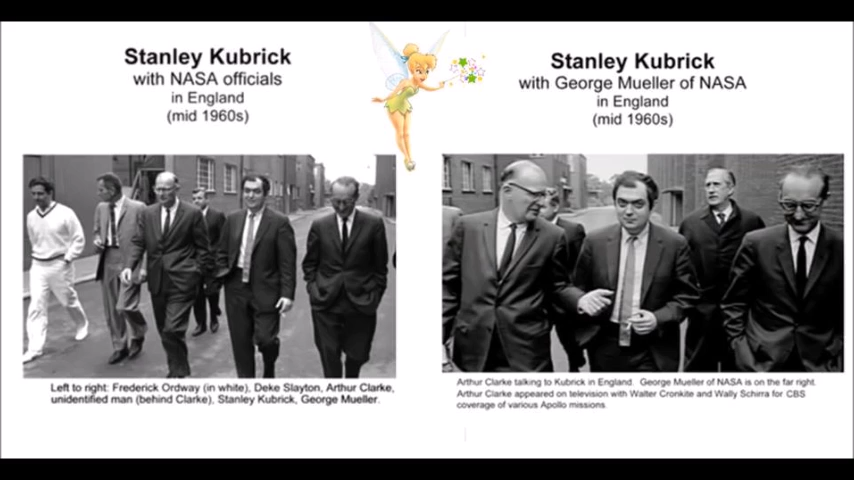 Stanley Kubrick
with NASA officials
in England
(mid 1960s)
Left to right: Frederick Ordway (in white), Deke Slayton, Arthur Clarke,
unidentified man (behind Clarke), Stanley Kubrick, George Mueller.
Stanley Kubrick
with George Mueller of NASA
in England
(mid 1960s)
Arthur Clarke talking to Kubrick in England. George Mueller of NASA is on the far right.
Arthur Clarke appeared on television with Walter Cronkite and Wally Schirra for CBS
coverage of various Apollo missions.